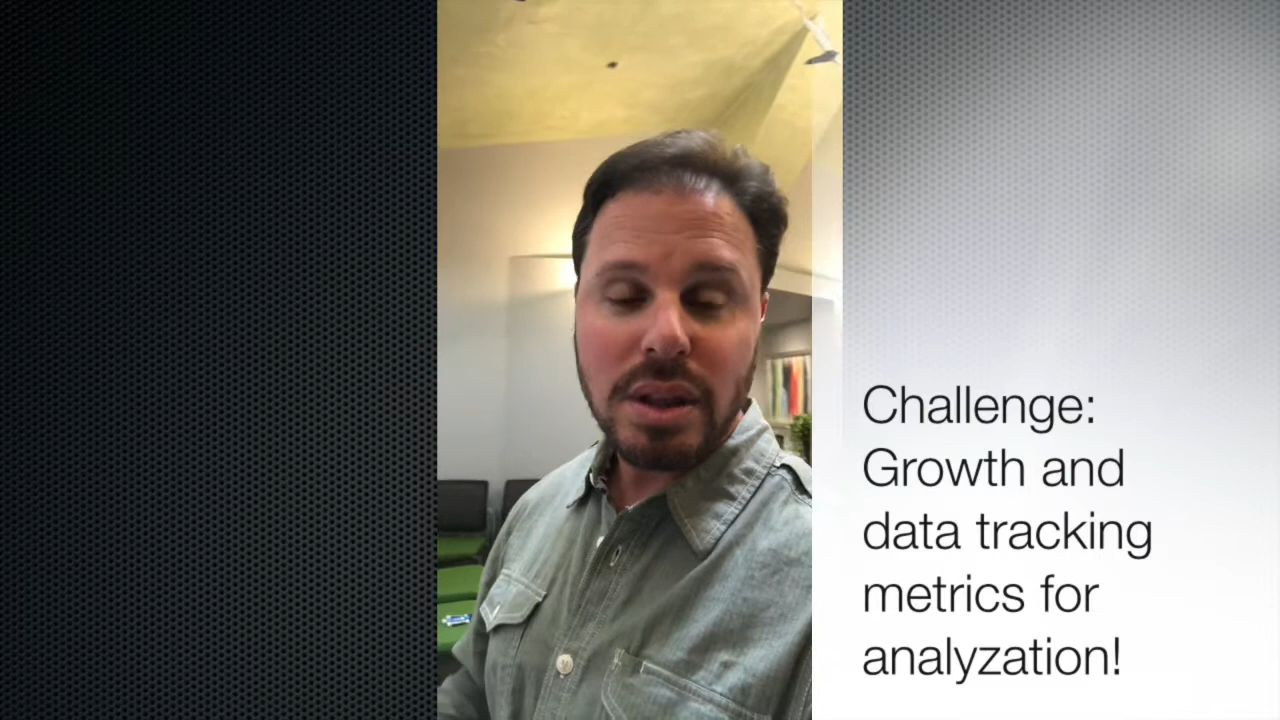 Challenge:
Growth and
data tracking
metrics for
analyzation!